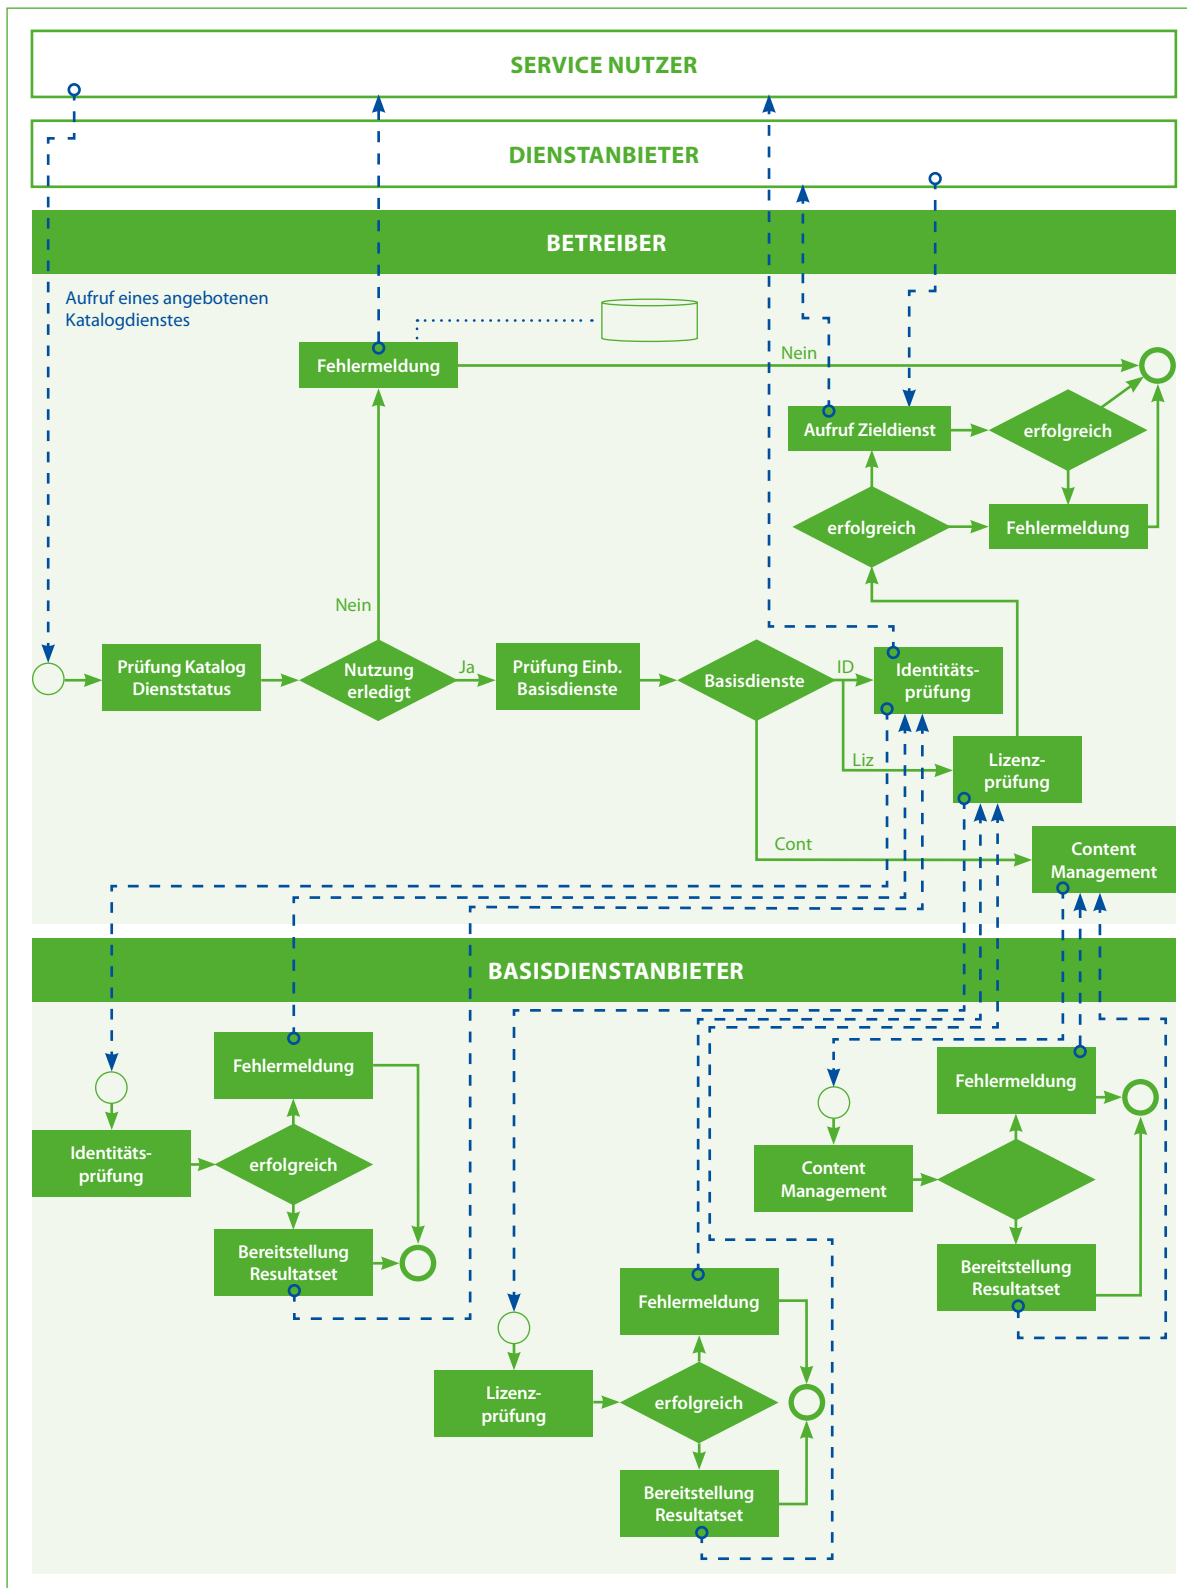 SERVICE NUTZER
DIENSTANBIETER
BETREIBER
Aufruf eines angebotenen
Katalogdienstes
Fehlermeldung
Nein
Aufruf Zieldienst
erfolgreich
erfolgreich
Fehlermeldung
Nein
Prüfung Katalog
Dienststatus
Nutzung
erledigt
Ja
Prüfung Einb.
Basisdienste
Basisdienste
ID
Identitäts-
prüfung
Liz
Lizenz-
prüfung
Cont
Content
Management
BASISDIENSTANBIETER
Fehlermeldung
Identitäts-
prüfung
erfolgreich
Bereitstellung
Resultatset
Fehlermeldung
Content
Management
Bereitstellung
Resultatset
Fehlermeldung
Lizenz-
prüfung
erfolgreich
Bereitstellung
Resultatset